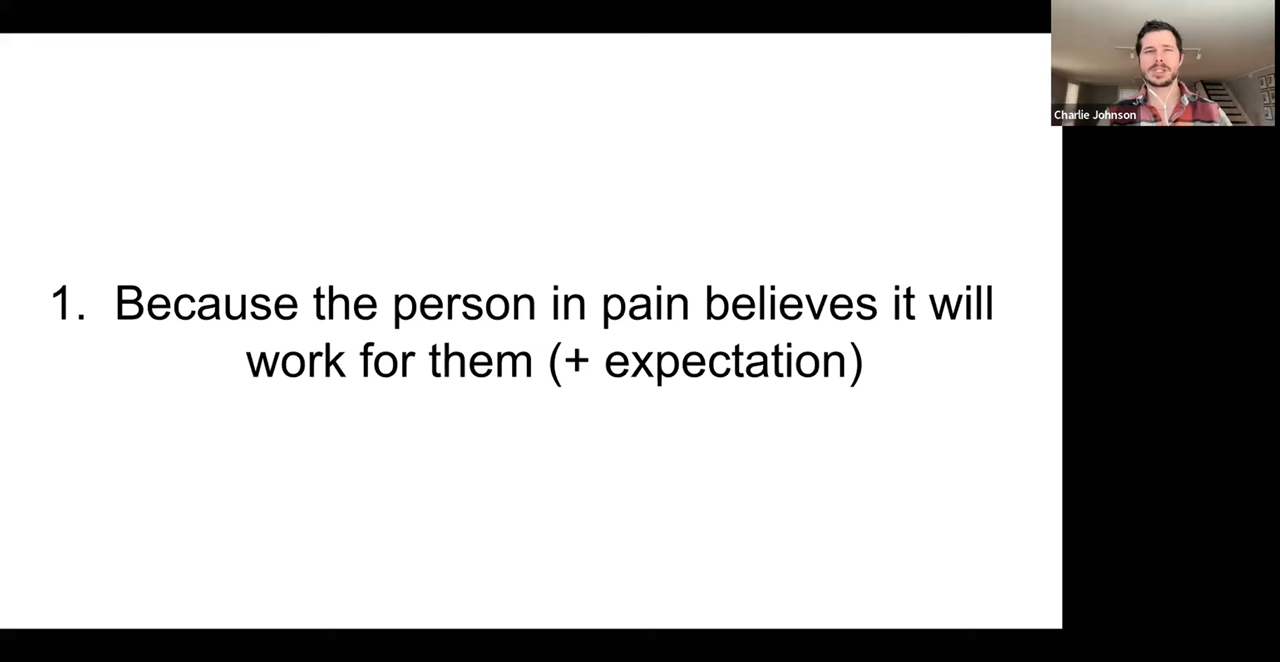 Charlie Johnson
1. Because the person in pain believes it will
work for them (+ expectation)